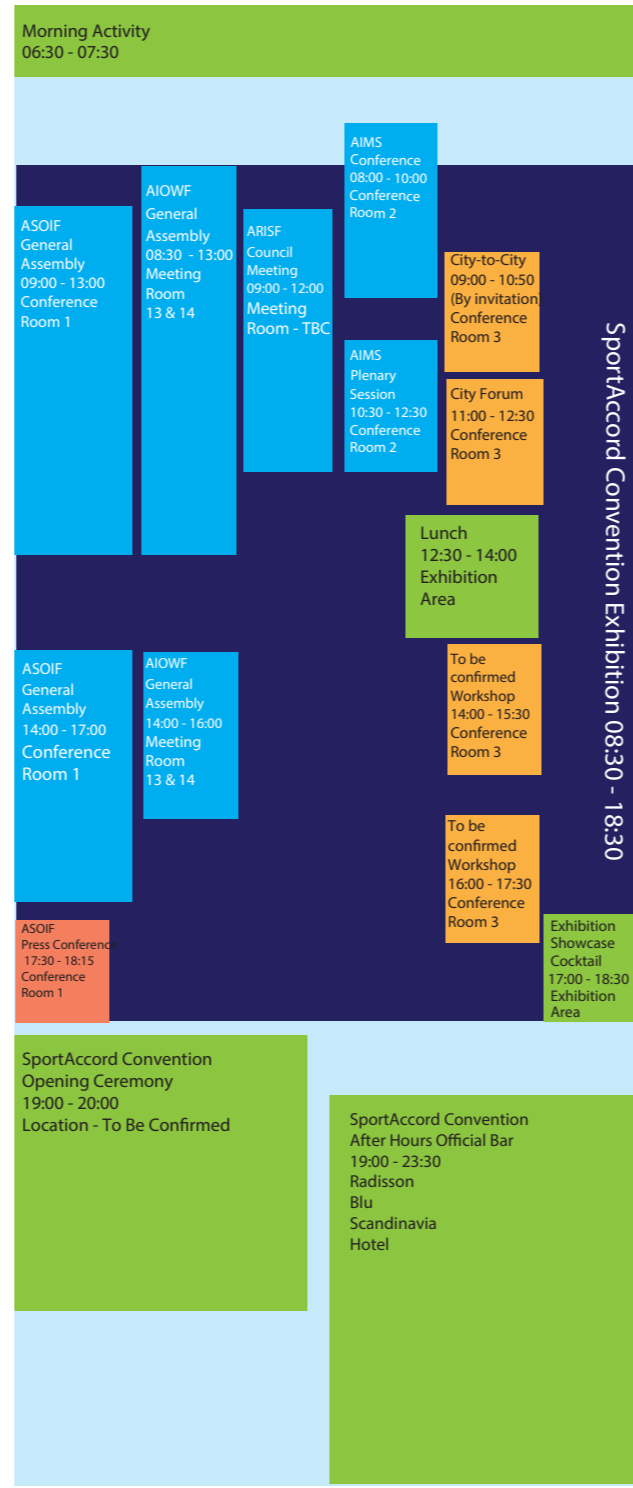 Morning Activity
06:30 - 07:30
AIMS
Conference
08:00 - 10:00
Conference
Room 2
AIOWF
General
Assembly
08:30 - 13:00
Meeting
Room
13 & 14
ASOIF
General
Assembly
09:00 - 13:00
Conference
Room 1
ARISF
Council
Meeting
09:00 - 12:00
Meeting
Room - TBC
City-to-City
09:00 - 10:50
(By invitation)
Conference
Room 3
AIMS
Plenary
Session
10:30 - 12:30
Conference
Room 2
City Forum
11:00 - 12:30
Conference
Room 3
SportAccord Convention Exhibition 08:30 - 18:30
Lunch
12:30 - 14:00
Exhibition
Area
ASOIF
General
Assembly
14:00 - 17:00
Conference
Room 1
AIOWF
General
Assembly
14:00 - 16:00
Meeting
Room
13 & 14
To be
confirmed
Workshop
14:00 - 15:30
Conference
Room 3
To be
confirmed
Workshop
16:00 - 17:30
Conference
Room 3
ASOIF
Press Conference
17:30 - 18:15
Conference
Room 1
Exhibition
Showcase
Cocktail
17:00 - 18:30
Exhibition
Area
SportAccord Convention
Opening Ceremony
19:00 - 20:00
Location - To Be Confirmed
SportAccord Convention
After Hours Official Bar
19:00 - 23:30
Radisson
Blu
Scandinavia
Hotel